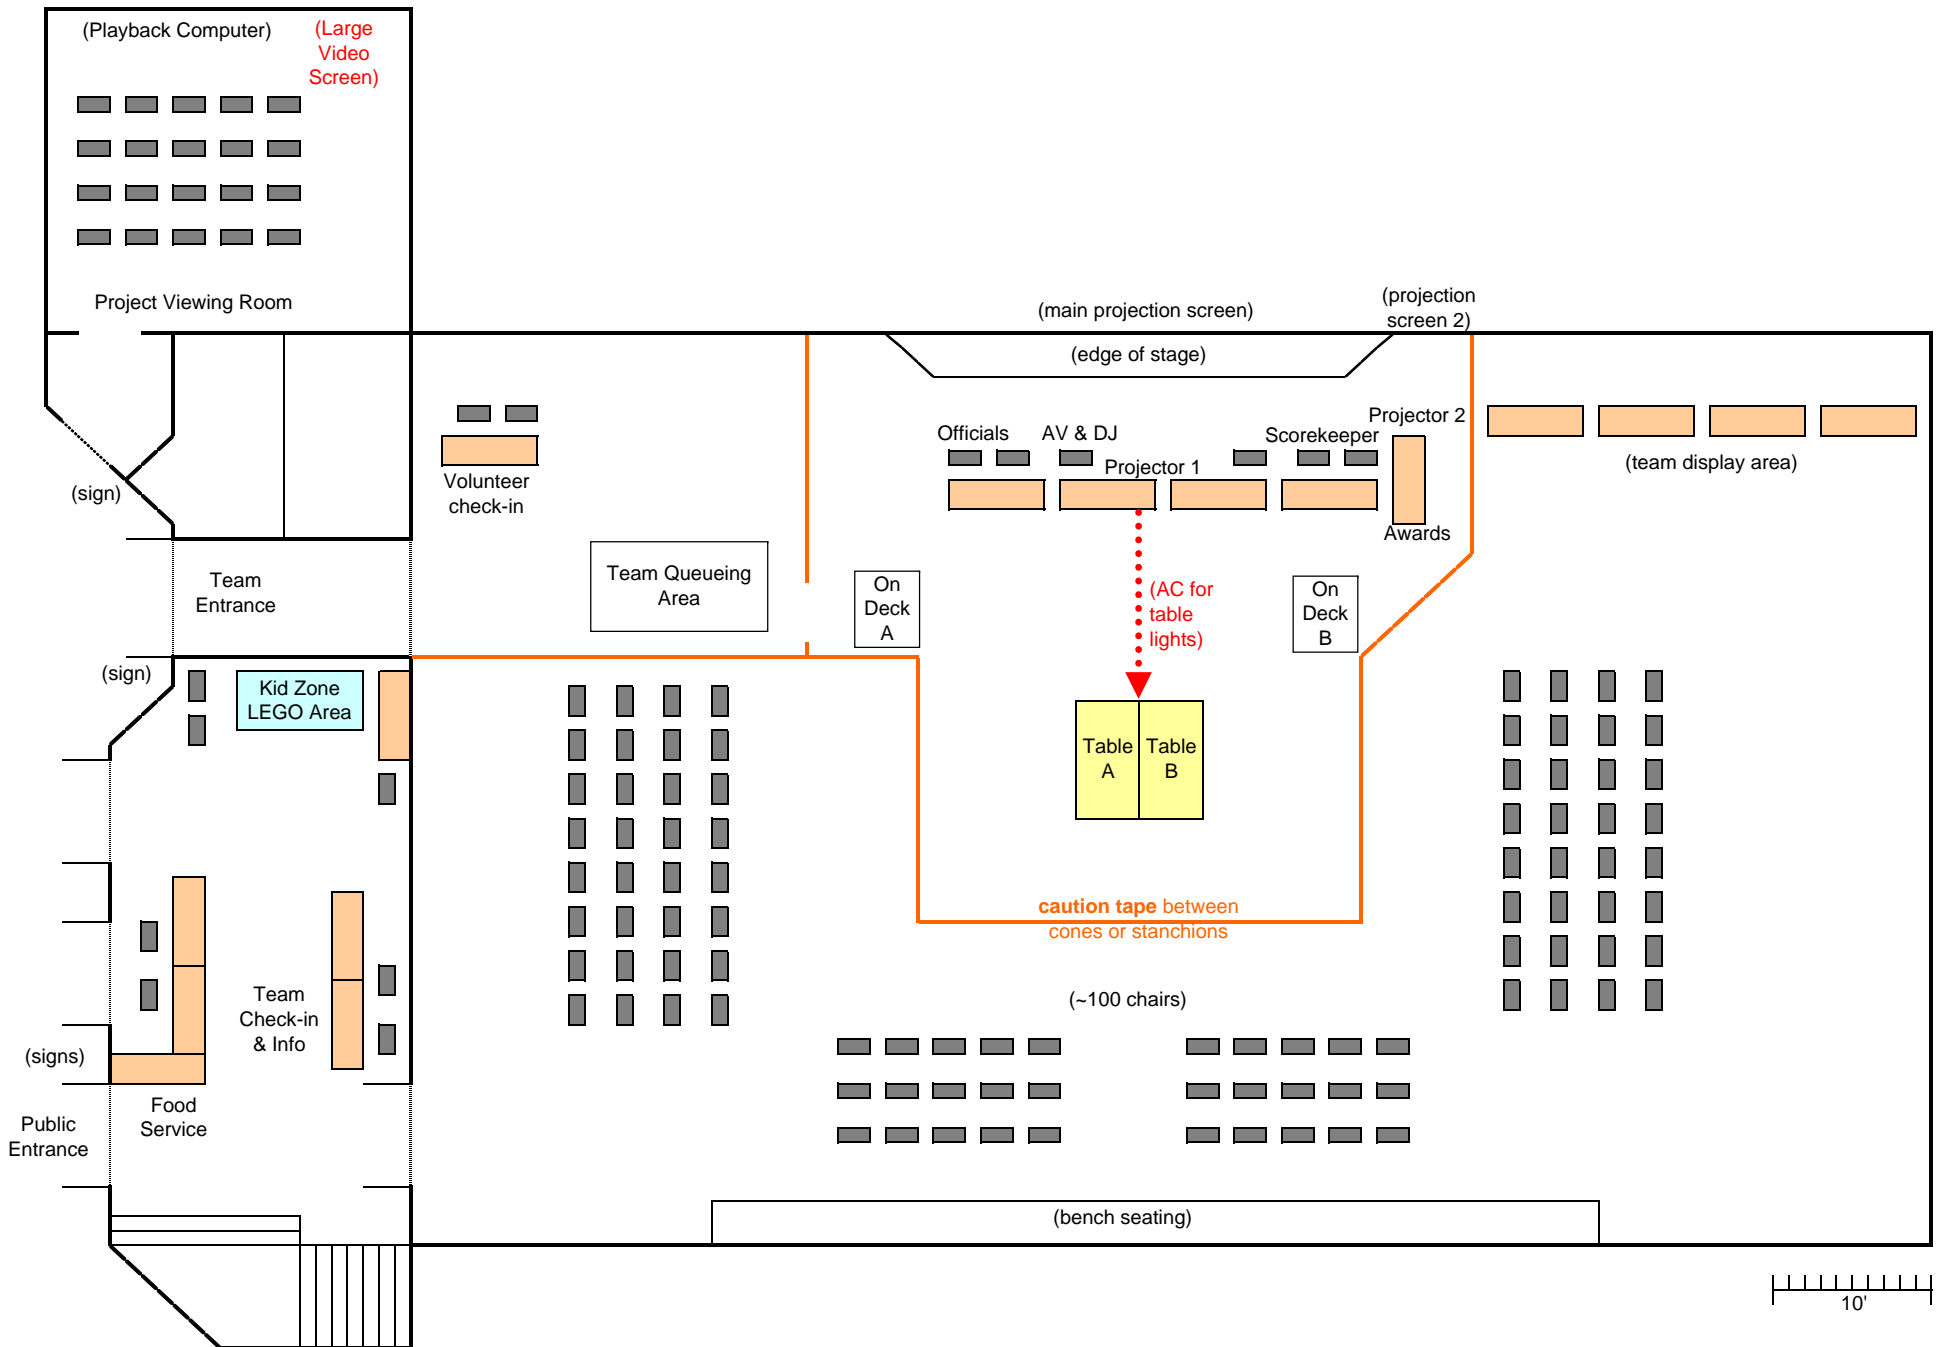 (Playback Computer)
(Large
Video
Screen)
Project Viewing Room
(main projection screen)
(projection
screen 2)
(edge of stage)
Officials
AV & DJ
Scorekeeper
Projector 2
Projector 1
(team display area)
Volunteer
check-in
(sign)
Awards
Team
Entrance
Team Queueing
Area
On
Deck
A
(AC for
table
lights)
On
Deck
B
(sign)
Kid Zone
LEGO Area
Table
A
Table
B
caution tape between
cones or stanchions
(~100 chairs)
Team
Check-in
& Info
(signs)
Food
Service
Public
Entrance
(bench seating)
10'